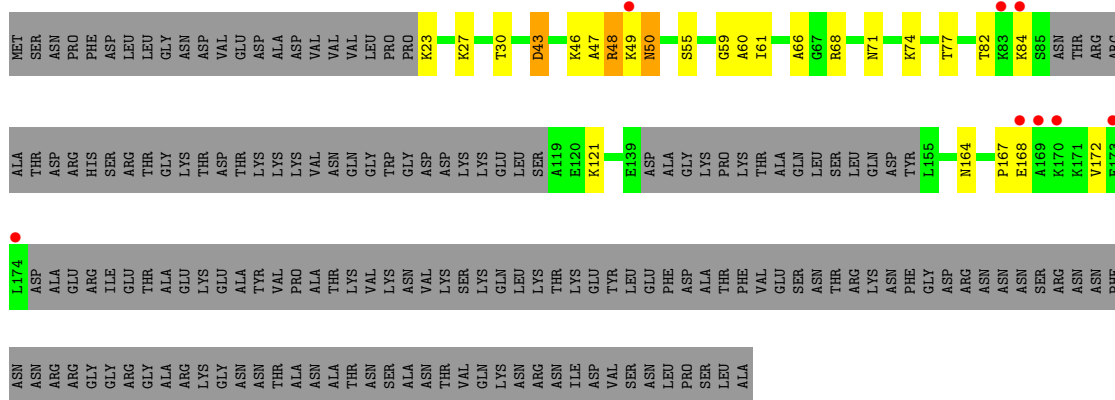 MET SER ASN PRO PHE ASP LEU LEU GLY ASN ASP VAL GLU ASP ALA ASP VAL VAL VAL LEU PRO PRO K23 K27 T30 D43 K46 A47 R48 K49 N50 S55 G59 A60 I61 A66 G67 R68 N71 K74 T77 T82 K83 K84 S85 ASN THR ARG ARG
ALA THR ASP ARG HIS SER ARG THR GLY LYS THR ASP THR LYS LYS LYS VAL ASN GLN GLY TRP GLY ASP ASP LYS LYS GLU LEU SER A119 E120 K121 E139 ASP ALA GLY LYS PRO LYS THR ALA GLN LEU SER LEU GLN ASP TYR L155 N164 P167 E168 A169 K170 K171 V172 E173
L174 ASP ALA GLU ARG ILE GLU THR ALA GLU LYS GLU ALA TYR VAL PRO ALA THR LYS VAL LYS ASN VAL LYS SER LYS GLN LEU LYS THR LYS GLU TYR LEU GLU PHE ASP ALA THR PHE VAL GLU SER ASN THR ARG LYS ASN PHE GLY ASP ARG ASN ASN SER ARG ASN ASN PHE
ASN ASN ARG ARG GLY GLY ARG GLY ALA ARG LYS GLY ASN ASN THR ALA ASN ALA THR ASN SER ALA ASN THR VAL GLN LYS ASN ARG ASN ILE ASP VAL SER ASN LEU PRO SER LEU ALA